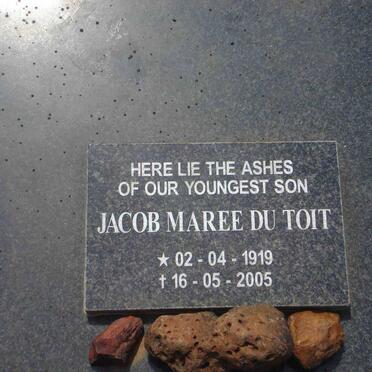 HERE LIE THE ASHES
OF OUR YOUNGEST SON
JACOB MAREE DU TOIT
★ 02 - 04 - 1919
† 16 - 05 - 2005